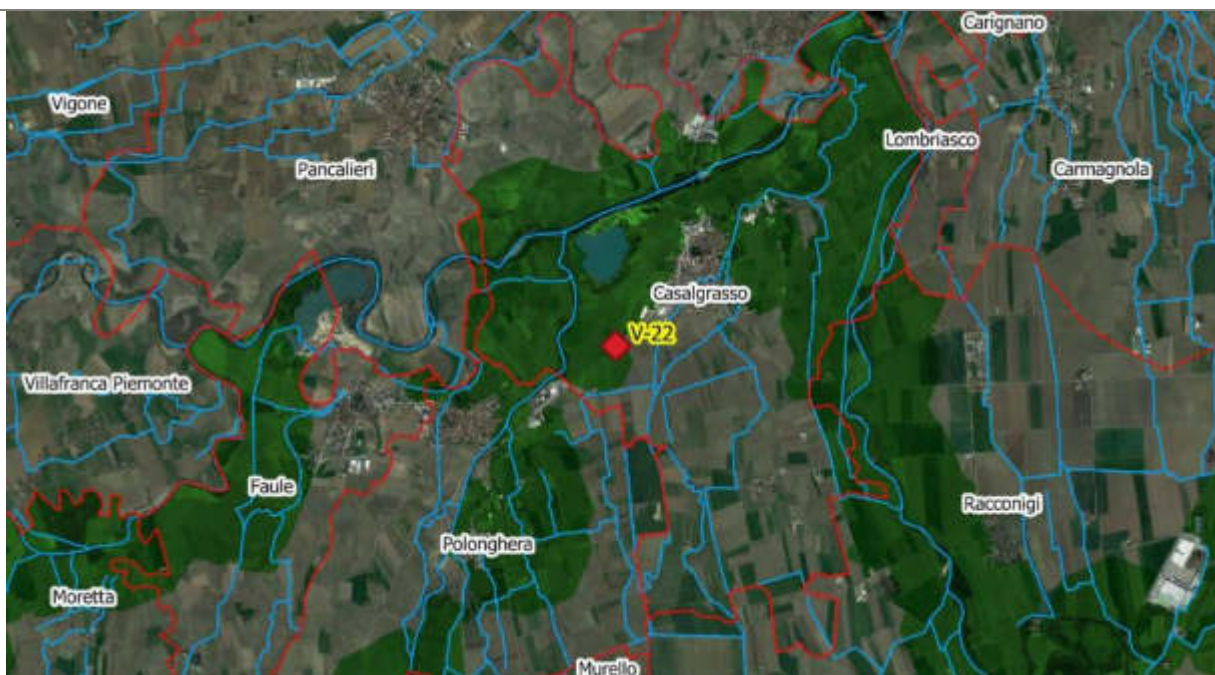 Carignano
Vigone
Lombriasco
Pancalieri
Carmagnola
Casalgrasso
V-22
Villafranca Piemonte
Faule
Racconigi
Polonghera
Moretta
Murello